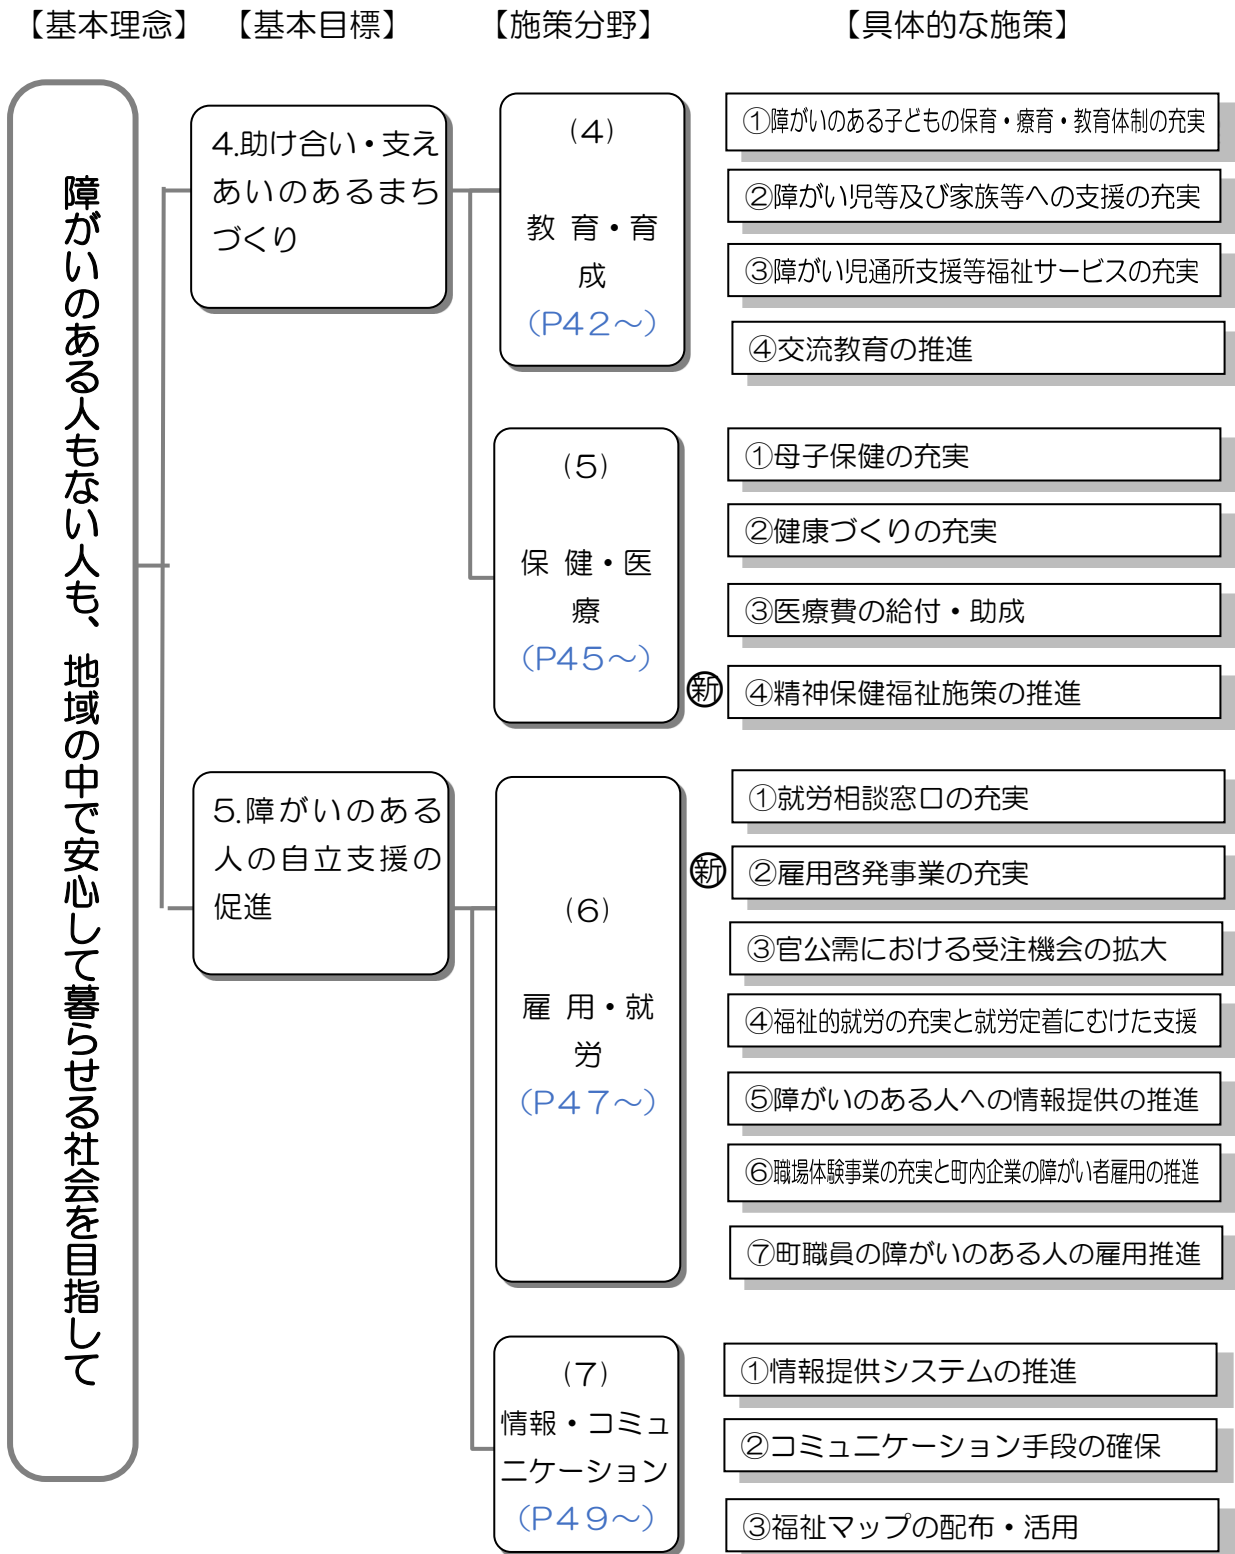 【基本理念】 【基本目標】 【施策分野】 【具体的な施策】
障がいのある人もない人も、地域の中で安心して暮らせる社会を目指して
4.助け合い・支え
あいのあるまち
づくり
(4)
教 育・育
成
(P42～)
①障がいのある子どもの保育・療育・教育体制の充実
②障がい児等及び家族等への支援の充実
③障がい児通所支援等福祉サービスの充実
④交流教育の推進
(5)
保 健・医
療
(P45～)
①母子保健の充実
②健康づくりの充実
③医療費の給付・助成
新 ④精神保健福祉施策の推進
5.障がいのある
人の自立支援の
促進
(6)
雇 用・就
労
(P47～)
①就労相談窓口の充実
新 ②雇用啓発事業の充実
③官公需における受注機会の拡大
④福祉的就労の充実と就労定着にむけた支援
⑤障がいのある人への情報提供の推進
⑥職場体験事業の充実と町内企業の障がい者雇用の推進
⑦町職員の障がいのある人の雇用推進
(7)
情報・コミュ
ニケーション
(P49～)
①情報提供システムの推進
②コミュニケーション手段の確保
③福祉マップの配布・活用